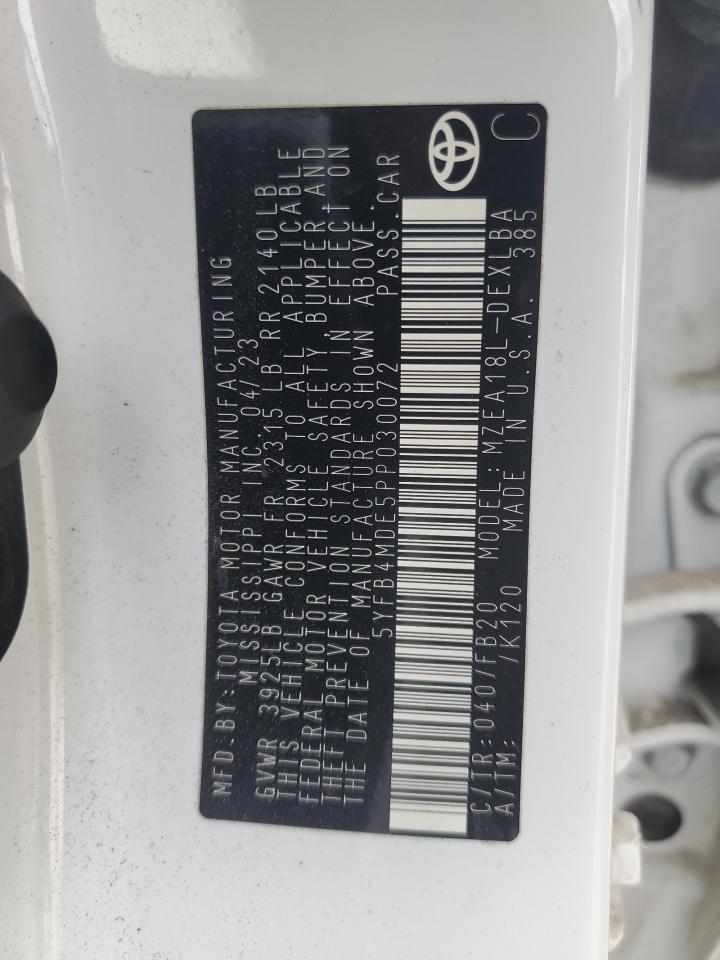 MFD.BY:TOYOTA MOTOR MANUFACTURING
MISSISSIPPI INC.04/23
GVWR 3925LB GAWR FR 2315 LB RR 2140LB
THIS VEHICLE CONFORMS TO ALL APPLICABLE
FEDERAL MOTOR VEHICLE SAFETY, BUMPER, AND
THEFT PREVENTION STANDARDS IN EFFECT ON
THE DATE OF MANUFACTURE SHOWN ABOVE.
5YFB4MDE5PP030072 PASS.CAR
C/TR:040/FB20 MODEL:MZEA18L-DEXLBA
A/TM: /K120 MADE IN U.S.A. 385
C